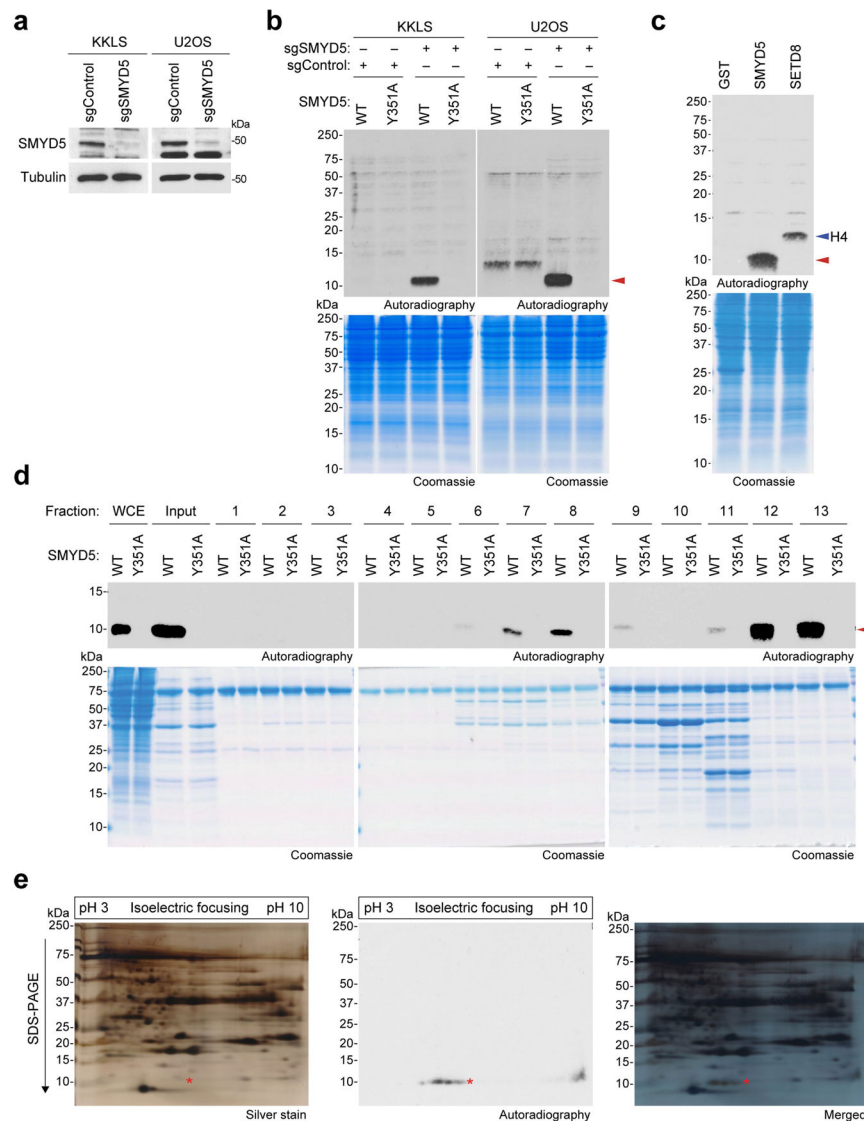 a
KKLS U2OS
sgControl sgSMYD5 sgControl sgSMYD5
kDa
SMYD5 -50
Tubulin -50
b
KKLS U2OS
sgSMYD5: – – + + – – + +
sgControl: + + – – + + – –
SMYD5: WT Y351A WT Y351A WT Y351A WT Y351A
250-
75-
50-
37-
25-
20-
15-
10-
kDa Autoradiography Autoradiography
250-
75-
50-
37-
25-
20-
15-
10-
Coomassie Coomassie
c
GST SMYD5 SETD8
250-
75-
50-
37-
25-
20-
15-
H4
10-
kDa Autoradiography
250-
75-
50-
37-
25-
20-
15-
10-
Coomassie
d
Fraction: WCE Input 1 2 3 4 5 6 7 8 9 10 11 12 13
SMYD5: WT Y351A WT Y351A WT Y351A WT Y351A WT Y351A WT Y351A WT Y351A WT Y351A WT Y351A WT Y351A WT Y351A WT Y351A WT Y351A WT Y351A WT Y351A
15-
10-
kDa Autoradiography Autoradiography Autoradiography
250-
75-
50-
37-
25-
20-
15-
10-
Coomassie Coomassie Coomassie
e
pH 3 Isoelectric focusing pH 10 pH 3 Isoelectric focusing pH 10
kDa kDa kDa
250- 250- 250-
75- 75- 75-
50- 50- 50-
37- 37- 37-
25- 25- 25-
20- 20- 20-
15- 15- 15-
10- * 10- * 10- *
SDS-PAGE
Silver stain Autoradiography Merged